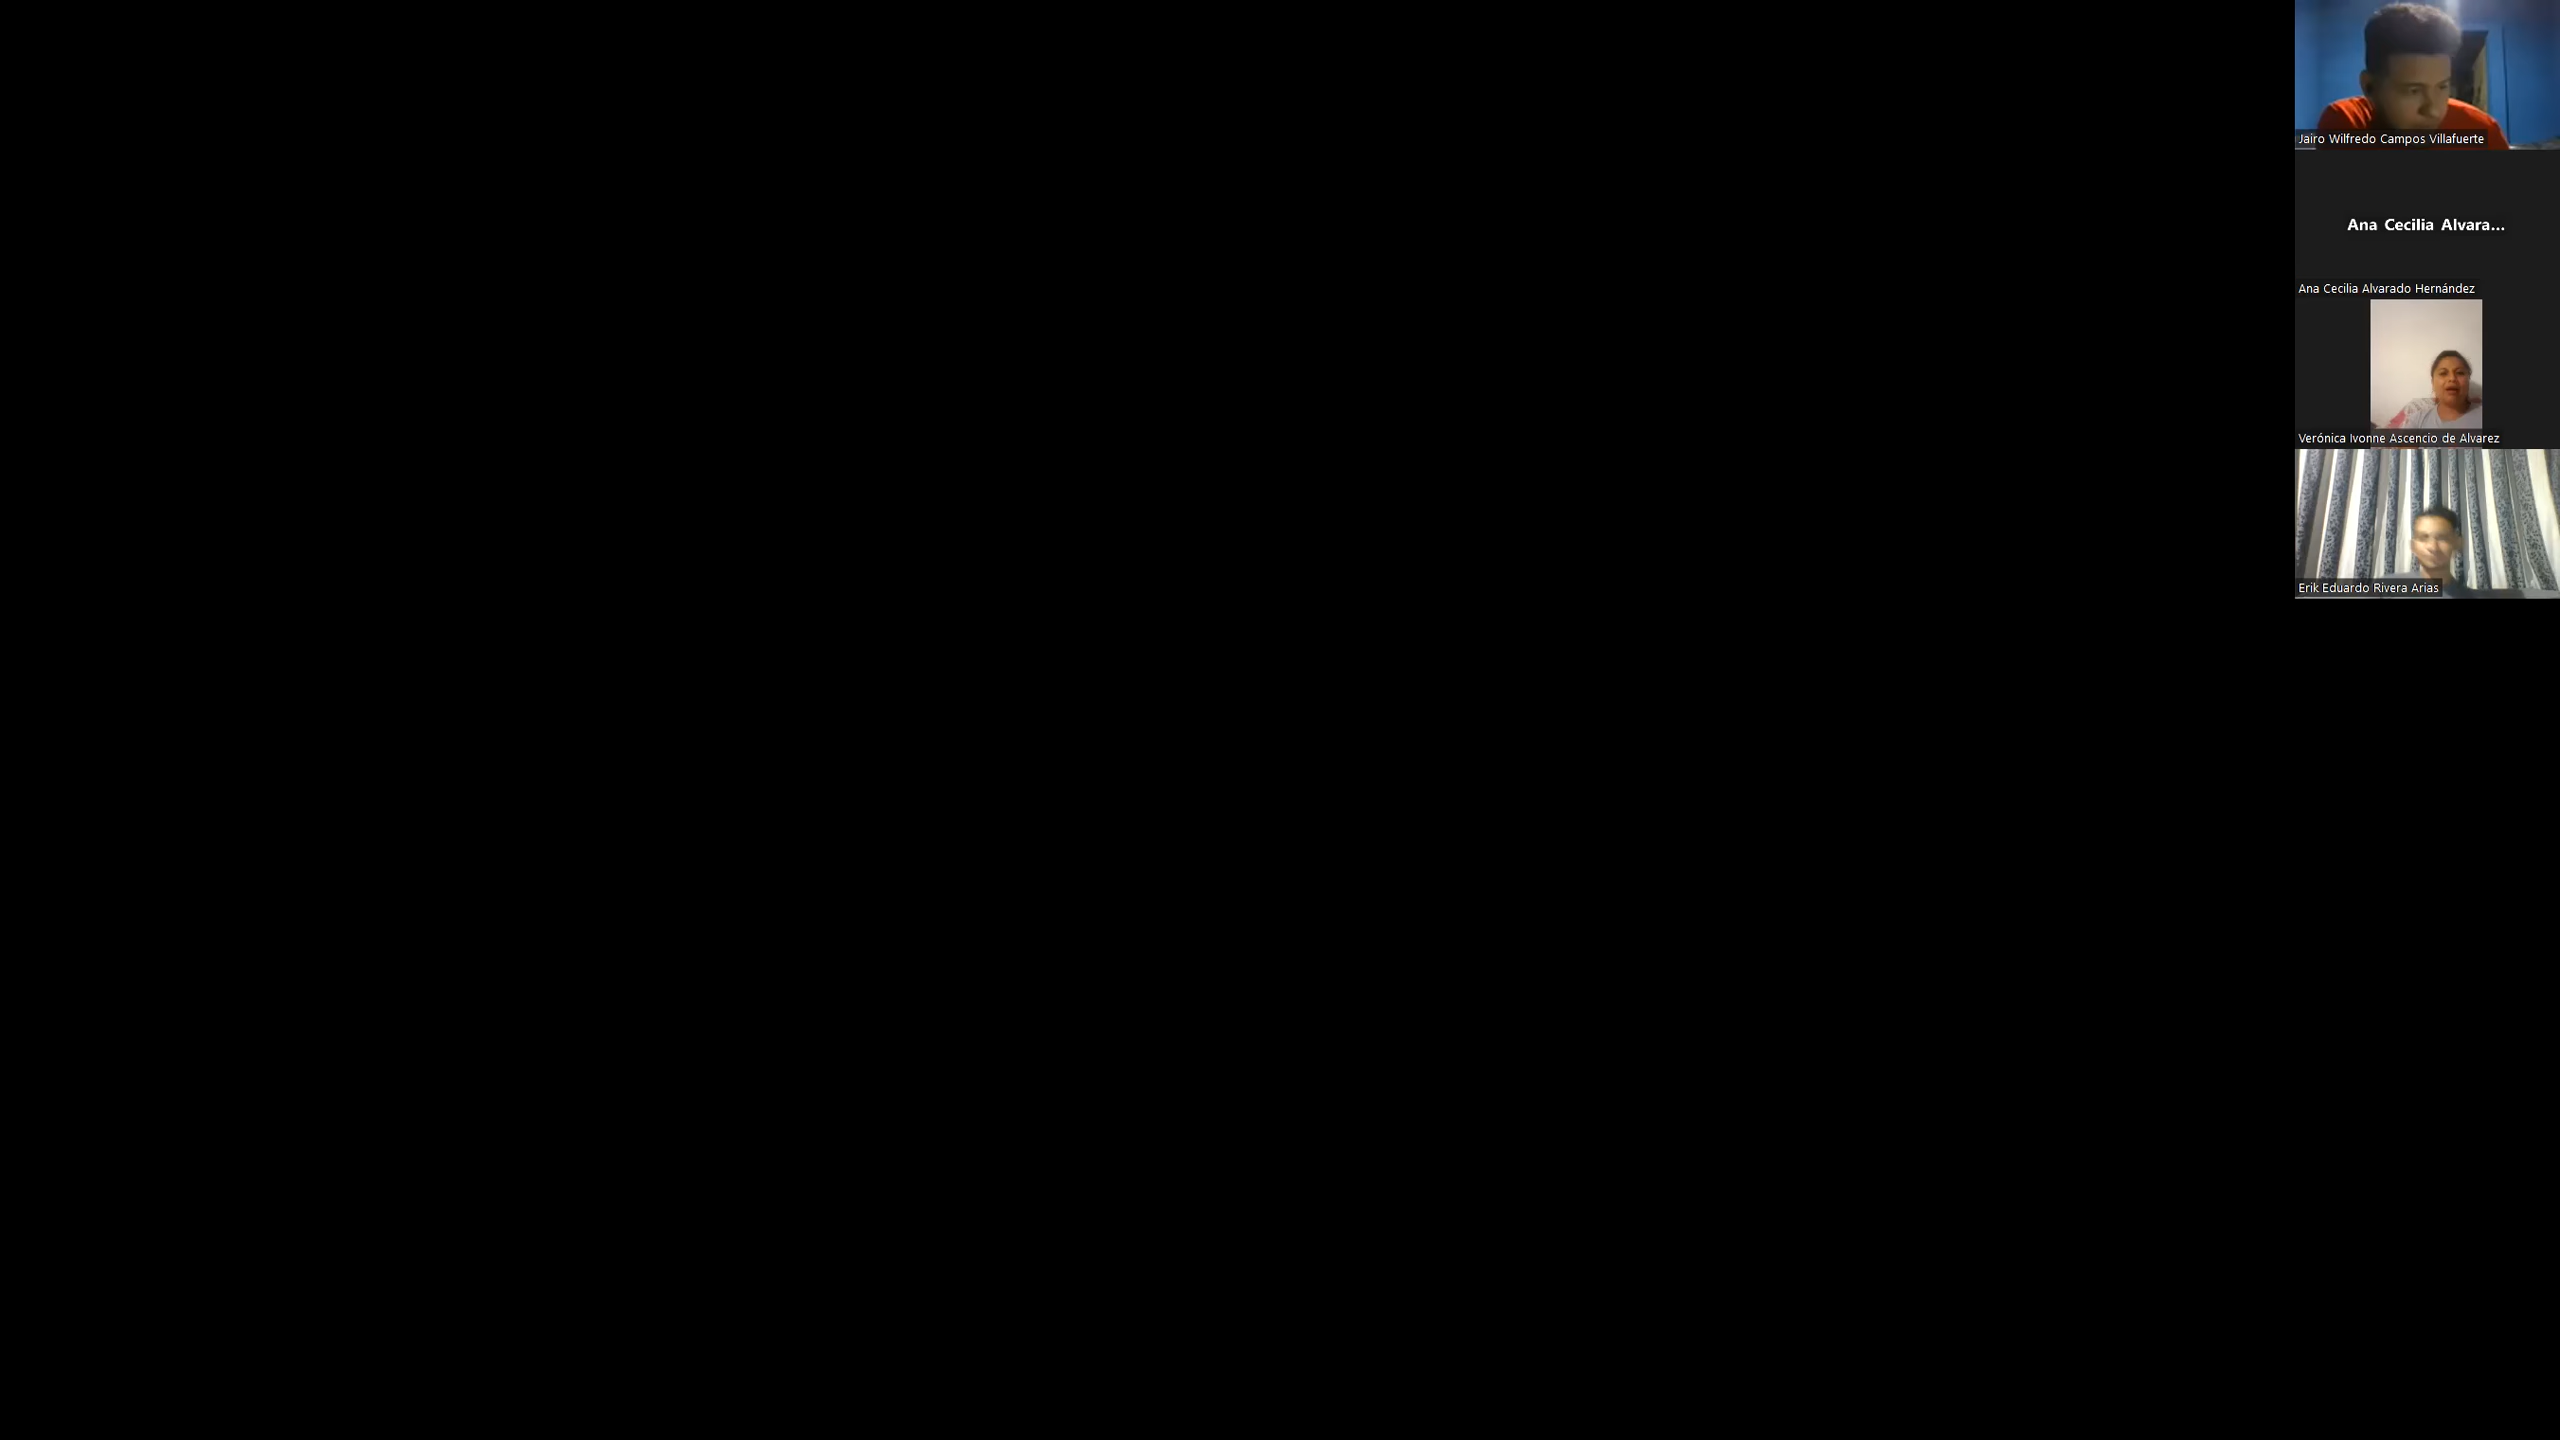 Jairo Wilfredo Campos Villafuerte
Ana Cecilia Alvara...
Ana Cecilia Alvarado Hernández
Verónica Ivonne Ascencio de Alvarez
Erik Eduardo Rivera Arias